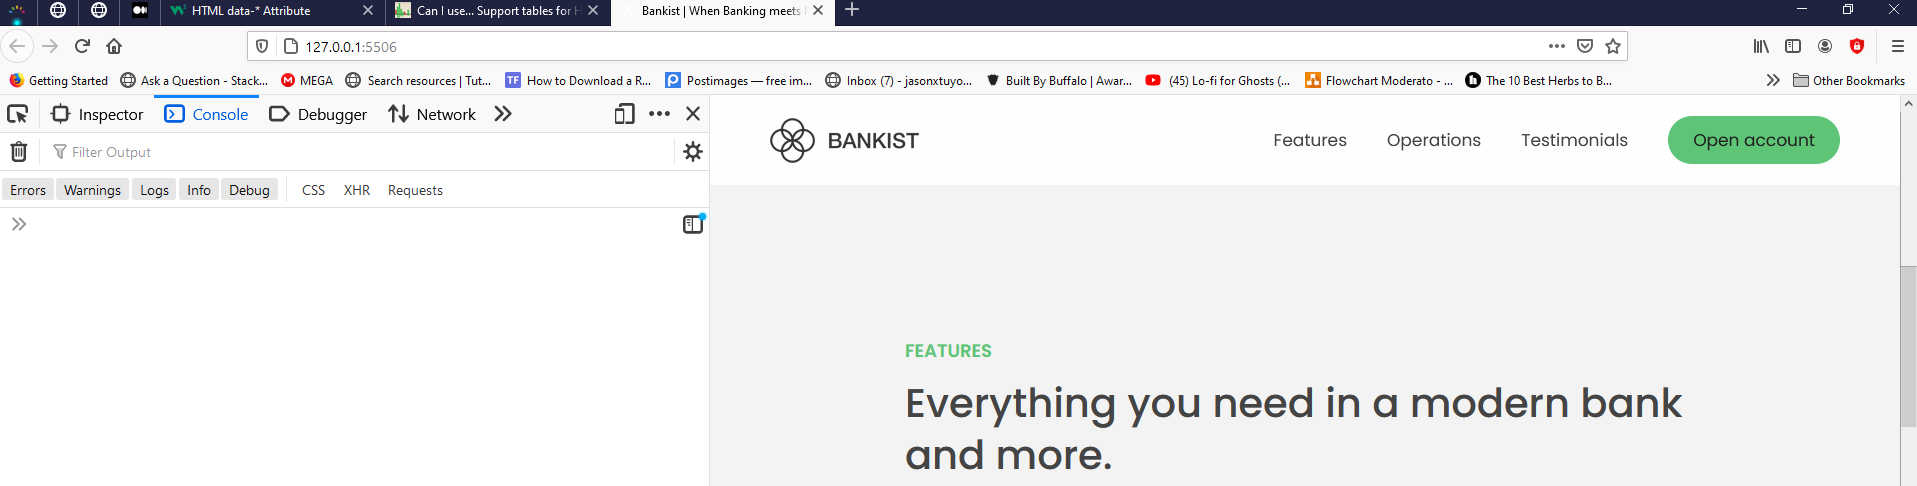 HTML data-* Attribute
Can I use... Support tables for H
Bankist | When Banking meets
127.0.0.1:5506
Getting Started
Ask a Question - Stack...
MEGA
Search resources | Tut...
TF How to Download a R...
Postimages — free im...
Inbox (7) - jasonxtuyo...
Built By Buffalo | Awar...
(45) Lo-fi for Ghosts (...
Flowchart Moderato - ...
The 10 Best Herbs to B...
Other Bookmarks
Inspector
Console
Debugger
Network
Filter Output
Errors
Warnings
Logs
Info
Debug
CSS
XHR
Requests
BANKIST
Features
Operations
Testimonials
Open account
FEATURES
Everything you need in a modern bank
and more.